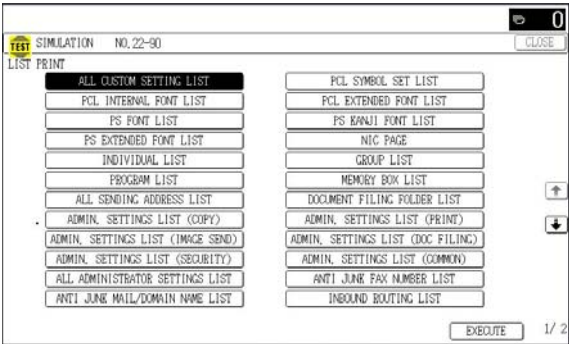 0
TEST SIMULATION NO.22-90 CLOSE
LIST PRINT
ALL CUSTOM SETTING LIST PCL SYMBOL SET LIST
PCL INTERNAL FONT LIST PCL EXTENDED FONT LIST
PS FONT LIST PS KANJI FONT LIST
PS EXTENDED FONT LIST NIC PAGE
INDIVIDUAL LIST GROUP LIST
PROGRAM LIST MEMORY BOX LIST
ALL SENDING ADDRESS LIST DOCUMENT FILING FOLDER LIST
ADMIN. SETTINGS LIST (COPY) ADMIN. SETTINGS LIST (PRINT)
ADMIN. SETTINGS LIST (IMAGE SEND) ADMIN. SETTINGS LIST (DOC FILING)
ADMIN. SETTINGS LIST (SECURITY) ADMIN. SETTINGS LIST (COMMON)
ALL ADMINISTRATOR SETTINGS LIST ANTI JUNK FAX NUMBER LIST
ANTI JUNK MAIL/DOMAIN NAME LIST INBOUND ROUTING LIST
EXECUTE 1/2